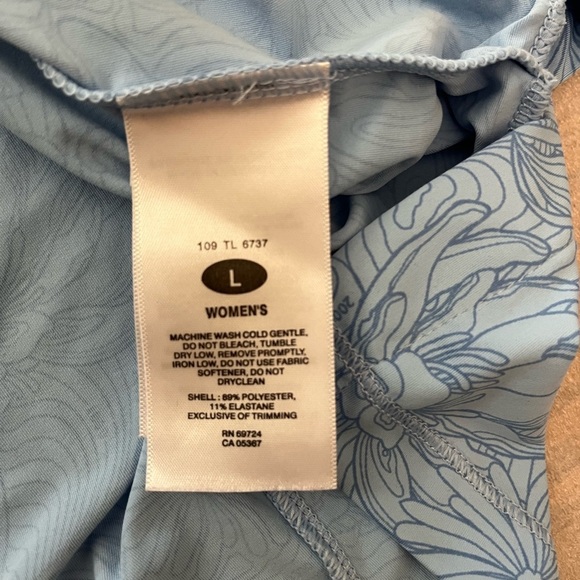 109 TL 6737
L
WOMEN'S
MACHINE WASH COLD GENTLE,
DO NOT BLEACH, TUMBLE
DRY LOW, REMOVE PROMPTLY,
IRON LOW, DO NOT USE FABRIC
SOFTENER, DO NOT
DRYCLEAN
SHELL : 89% POLYESTER,
11% ELASTANE
EXCLUSIVE OF TRIMMING
RN 69724
CA 05367
200